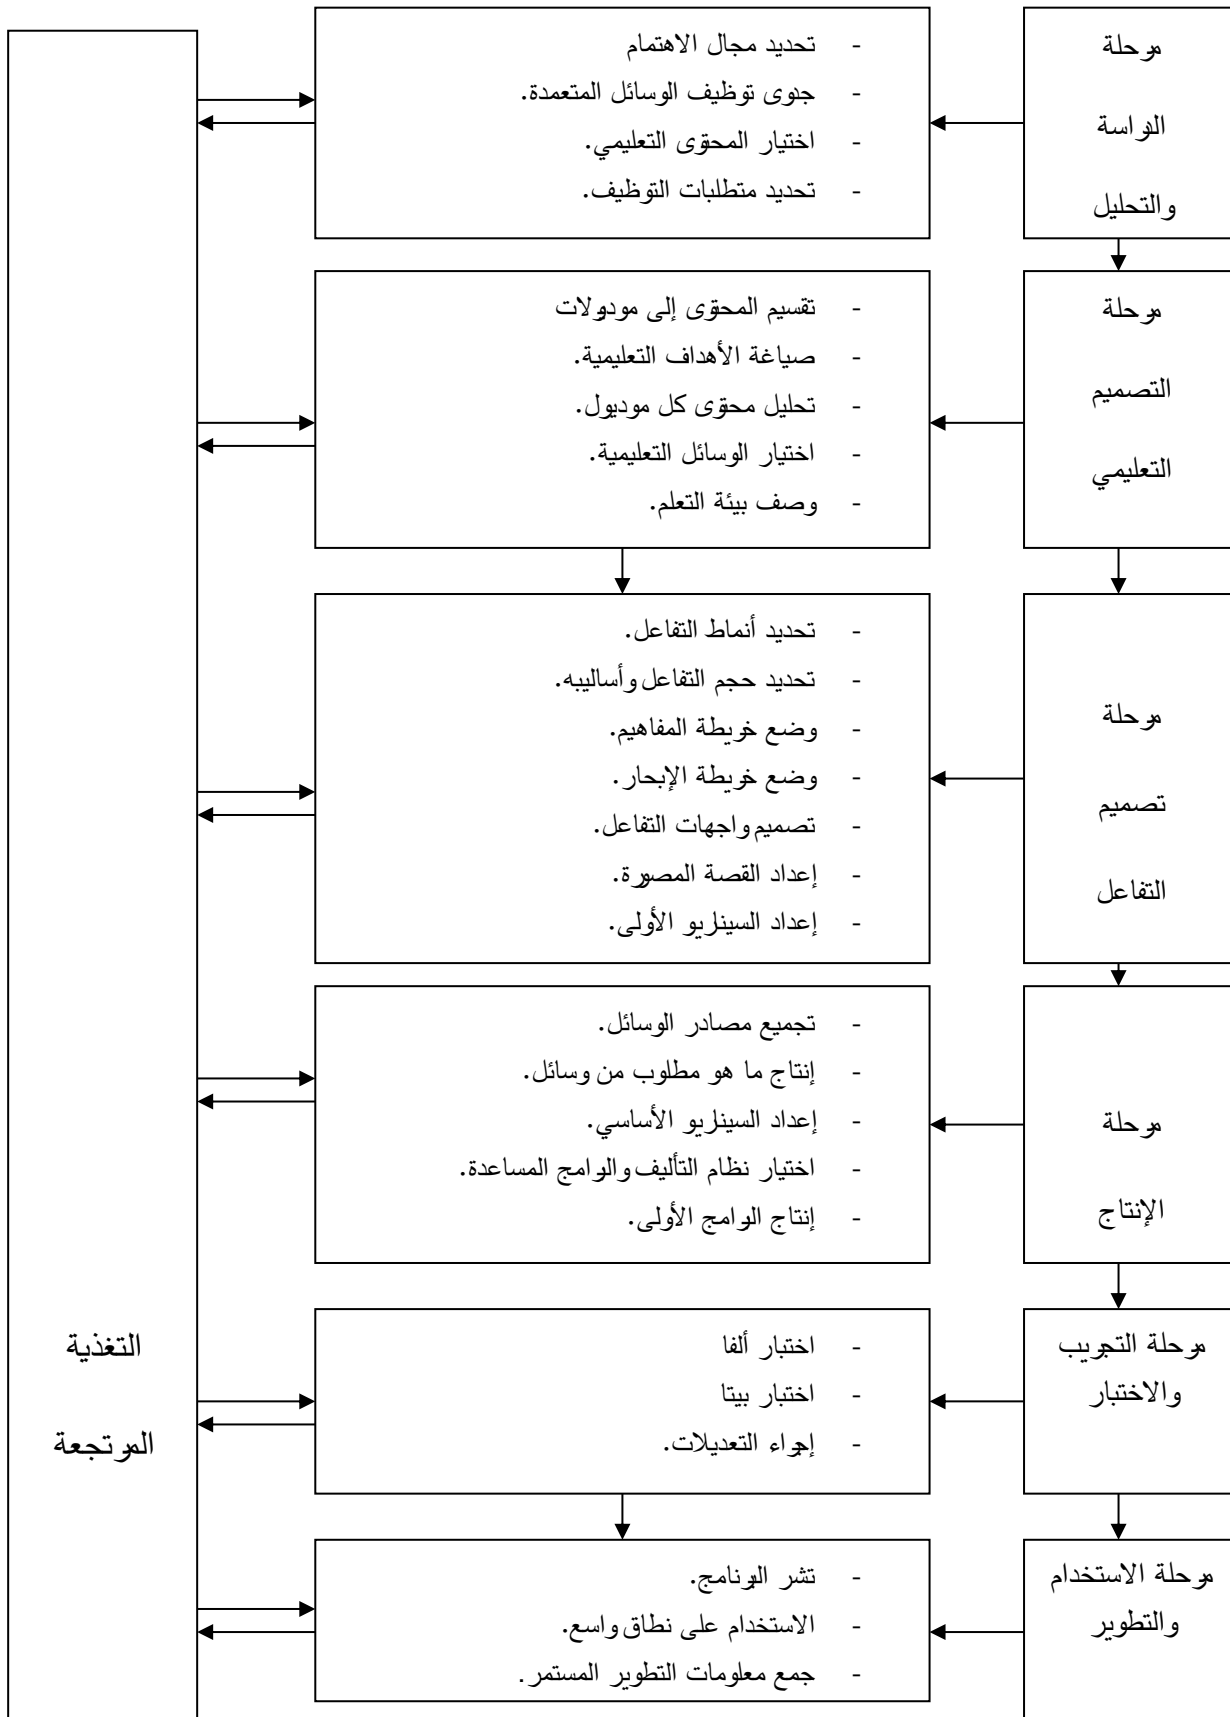 مرحلة
الدراسة
والتحليل
- تحديد مجال الاهتمام
- جدوى توظيف الوسائل المتعمدة.
- اختيار المحتوى التعليمي.
- تحديد متطلبات التوظيف.
مرحلة
التصميم
التعليمي
- تقسيم المحتوى إلى مودولات
- صياغة الأهداف التعليمية.
- تحليل محتوى كل موديول.
- اختيار الوسائل التعليمية.
- وصف بيئة التعلم.
مرحلة
تصميم
التفاعل
- تحديد أنماط التفاعل.
- تحديد حجم التفاعل وأساليبه.
- وضع خريطة المفاهيم.
- وضع خريطة الإبحار.
- تصميم واجهات التفاعل.
- إعداد القصة المصورة.
- إعداد السيناريو الأولى.
مرحلة
الإنتاج
- تجميع مصادر الوسائل.
- إنتاج ما هو مطلوب من وسائل.
- إعداد السيناريو الأساسي.
- اختيار نظام التأليف والبرامج المساعدة.
- إنتاج البرامج الأولى.
مرحلة التجريب
والاختبار
- اختبار ألفا
- اختبار بيتا
- إجراء التعديلات.
مرحلة الاستخدام
والتطوير
- تشر البرنامج.
- الاستخدام على نطاق واسع.
- جمع معلومات التطوير المستمر.
التغذية
المرتجعة